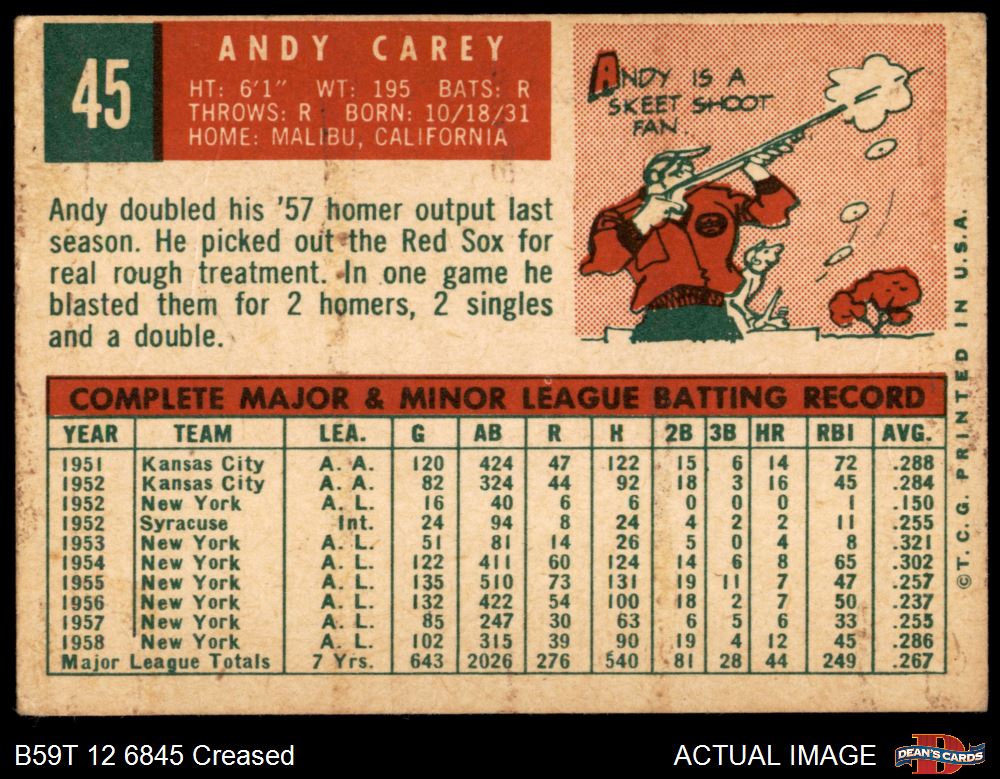 45
ANDY CAREY
HT: 6'1" WT: 195 BATS: R
THROWS: R BORN: 10/18/31
HOME: MALIBU, CALIFORNIA
ANDY IS A
SKEET SHOOT
FAN
Andy doubled his '57 homer output last
season. He picked out the Red Sox for
real rough treatment. In one game he
blasted them for 2 homers, 2 singles
and a double.
COMPLETE MAJOR & MINOR LEAGUE BATTING RECORD
YEAR TEAM LEA. G AB R H 2B 3B HR RBI AVG.
1951 Kansas City A. A. 120 424 47 122 15 6 14 72 .288
1952 Kansas City A. A. 82 324 44 92 18 3 16 45 .284
1952 New York A. L. 16 40 6 6 0 0 0 1 .150
1952 Syracuse Int. 24 94 8 24 4 2 2 11 .255
1953 New York A. L. 51 81 14 26 5 0 4 8 .321
1954 New York A. L. 122 411 60 124 14 6 8 65 .302
1955 New York A. L. 135 510 73 131 19 11 7 47 .257
1956 New York A. L. 132 422 54 100 18 2 7 50 .237
1957 New York A. L. 85 247 30 63 6 5 6 33 .255
1958 New York A. L. 102 315 39 90 19 4 12 45 .286
Major League Totals 7 Yrs. 643 2026 276 540 81 28 44 249 .267
©T. C. G. PRINTED IN U.S.A.
B59T 12 6845 Creased
ACTUAL IMAGE
DEAN'S CARDS